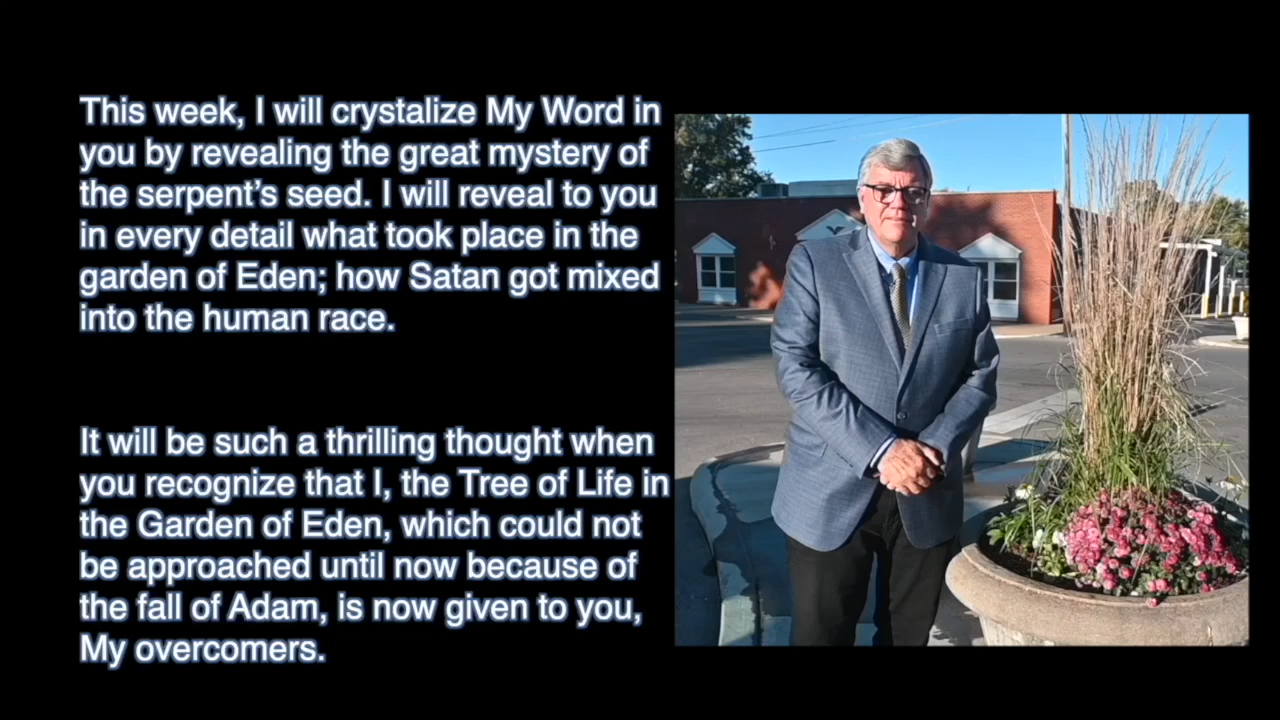 This week, I will crystalize My Word in
you by revealing the great mystery of
the serpent’s seed. I will reveal to you
in every detail what took place in the
garden of Eden; how Satan got mixed
into the human race.
It will be such a thrilling thought when
you recognize that I, the Tree of Life in
the Garden of Eden, which could not
be approached until now because of
the fall of Adam, is now given to you,
My overcomers.